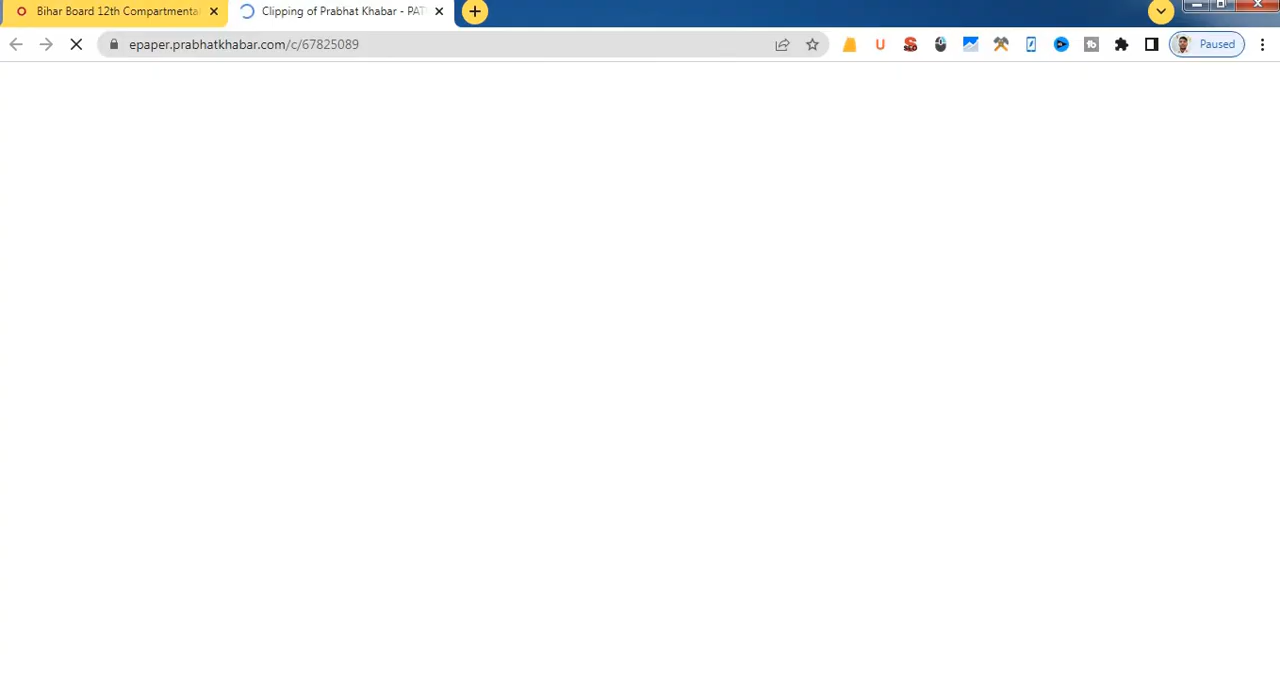 Bihar Board 12th Compartmenta
Clipping of Prabhat Khabar - PAT
epaper.prabhatkhabar.com/c/67825089
Paused